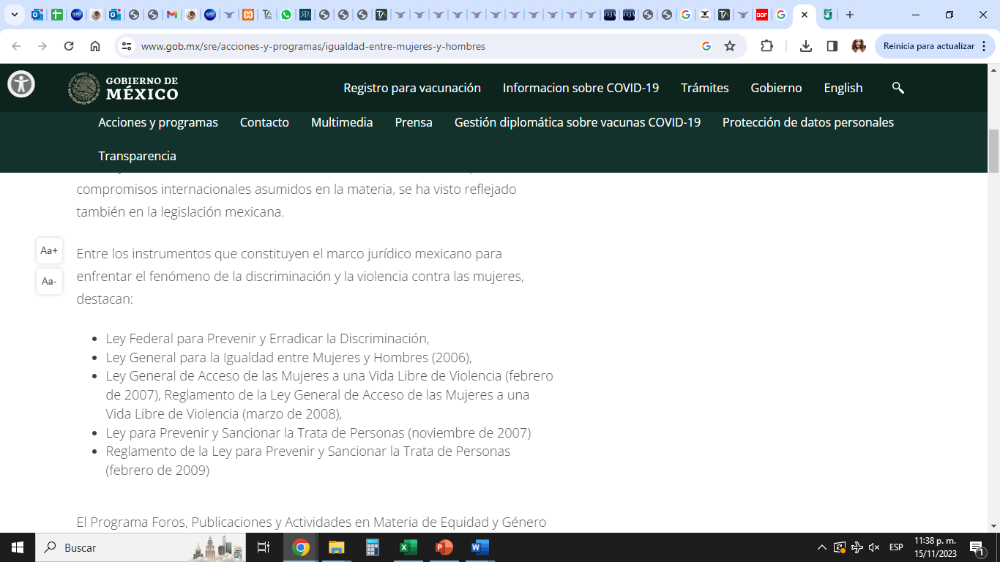 www.gob.mx/sre/acciones-y-programas/igualdad-entre-mujeres-y-hombres
Reinicia para actualizar
GOBIERNO DE
MÉXICO
Registro para vacunación
Informacion sobre COVID-19
Trámites
Gobierno
English
Acciones y programas
Contacto
Multimedia
Prensa
Gestión diplomática sobre vacunas COVID-19
Protección de datos personales
Transparencia
compromisos internacionales asumidos en la materia, se ha visto reflejado
también en la legislación mexicana.
Aa+
Aa-
Entre los instrumentos que constituyen el marco jurídico mexicano para
enfrentar el fenómeno de la discriminación y la violencia contra las mujeres,
destacan:
• Ley Federal para Prevenir y Erradicar la Discriminación,
• Ley General para la Igualdad entre Mujeres y Hombres (2006),
• Ley General de Acceso de las Mujeres a una Vida Libre de Violencia (febrero
de 2007), Reglamento de la Ley General de Acceso de las Mujeres a una
Vida Libre de Violencia (marzo de 2008),
• Ley para Prevenir y Sancionar la Trata de Personas (noviembre de 2007)
• Reglamento de la Ley para Prevenir y Sancionar la Trata de Personas
(febrero de 2009)
El Programa Foros, Publicaciones y Actividades en Materia de Equidad y Género
Buscar
ESP
11:38 p. m.
15/11/2023
1